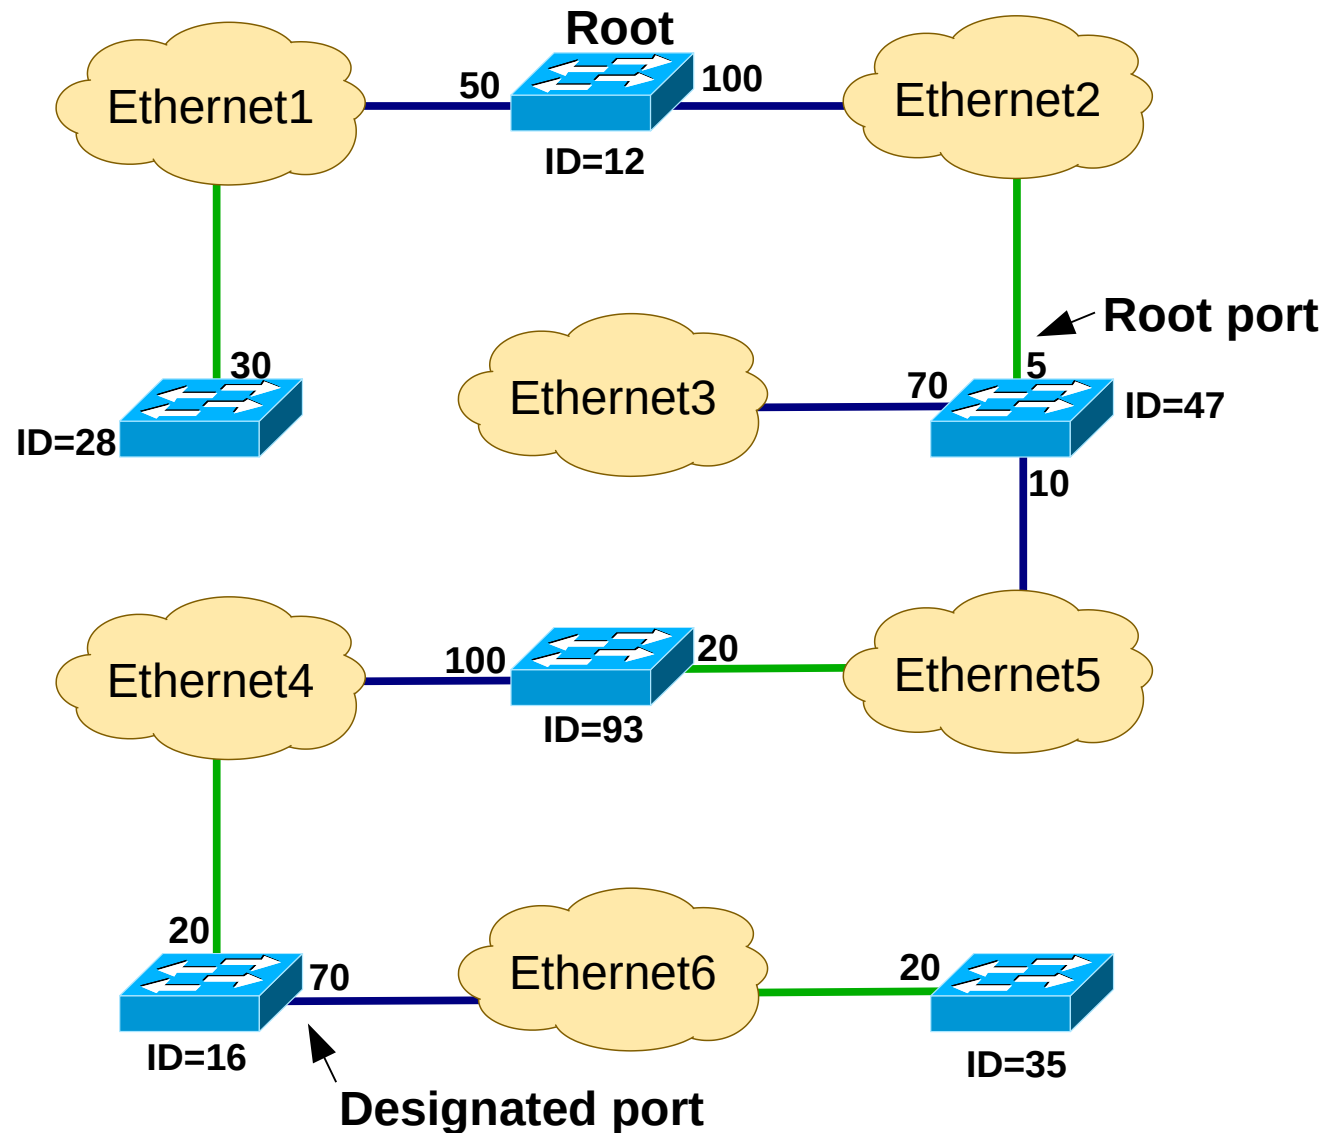 Root
50
100
Ethernet1
Ethernet2
ID=12
Root port
30
5
70
Ethernet3
ID=47
ID=28
10
100
20
Ethernet4
Ethernet5
ID=93
20
70
Ethernet6
20
ID=16
ID=35
Designated port